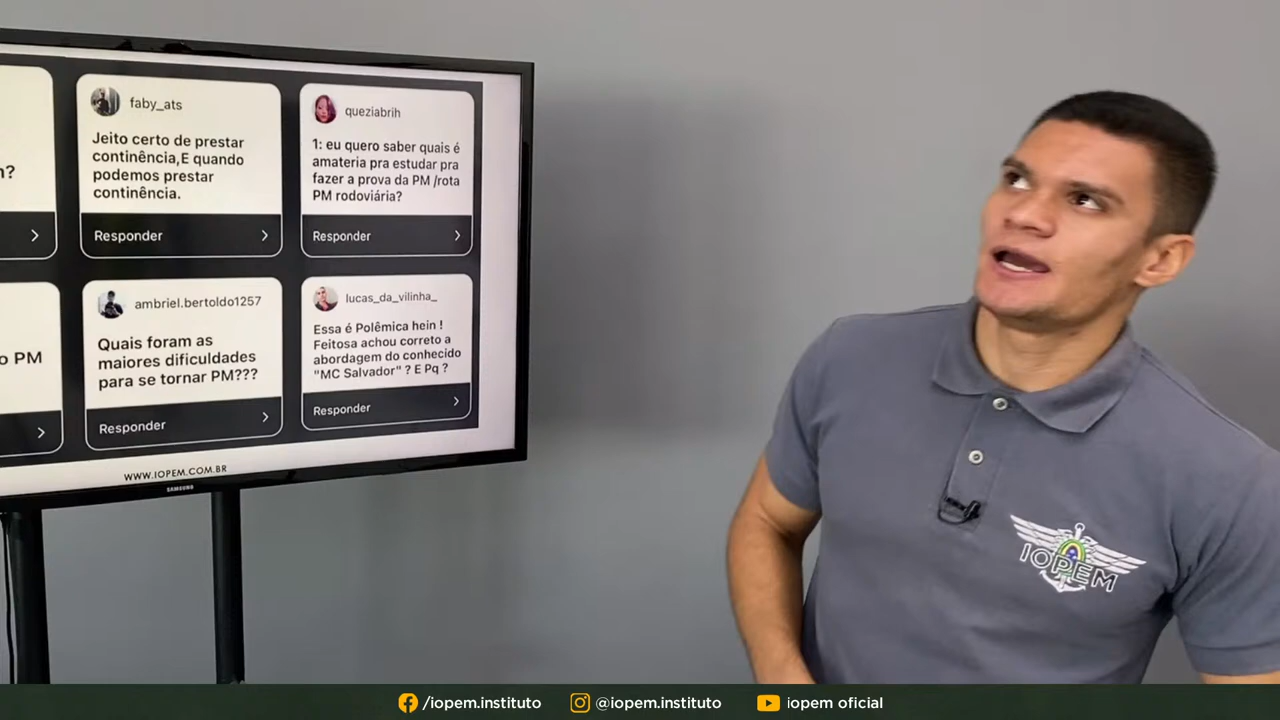 faby_ats
Jeito certo de prestar
continência,E quando
podemos prestar
continência.
Responder
queziabrih
1: eu quero saber quais é
amateria pra estudar pra
fazer a prova da PM /rota
PM rodoviária?
Responder
ambriel.bertoldo1257
Quais foram as
maiores dificuldades
para se tornar PM???
Responder
lucas_da_vilinha_
Essa é Polêmica hein !
Feitosa achou correto a
abordagem do conhecido
"MC Salvador" ? E Pq ?
Responder
o PM
WWW.IOPEM.COM.BR
SAMSUNG
IOPEM
/iopem.instituto
@iopem.instituto
iopem oficial